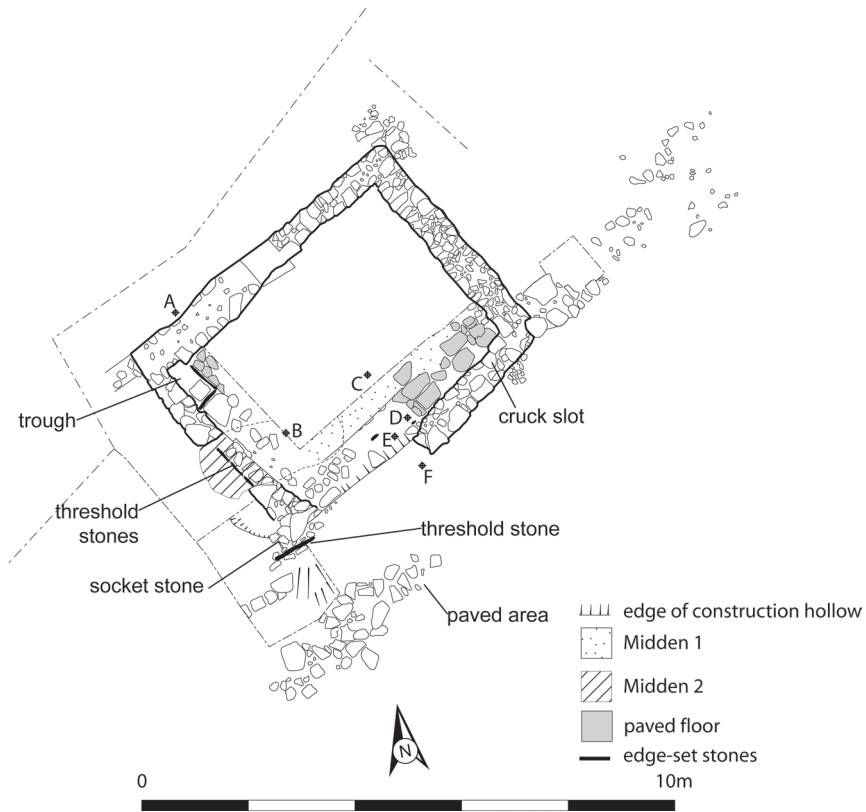 A
trough
C
B
D
E
F
cruck slot
threshold
stones
threshold stone
socket stone
paved area
edge of construction hollow
Midden 1
Midden 2
paved floor
edge-set stones
N
0 10m